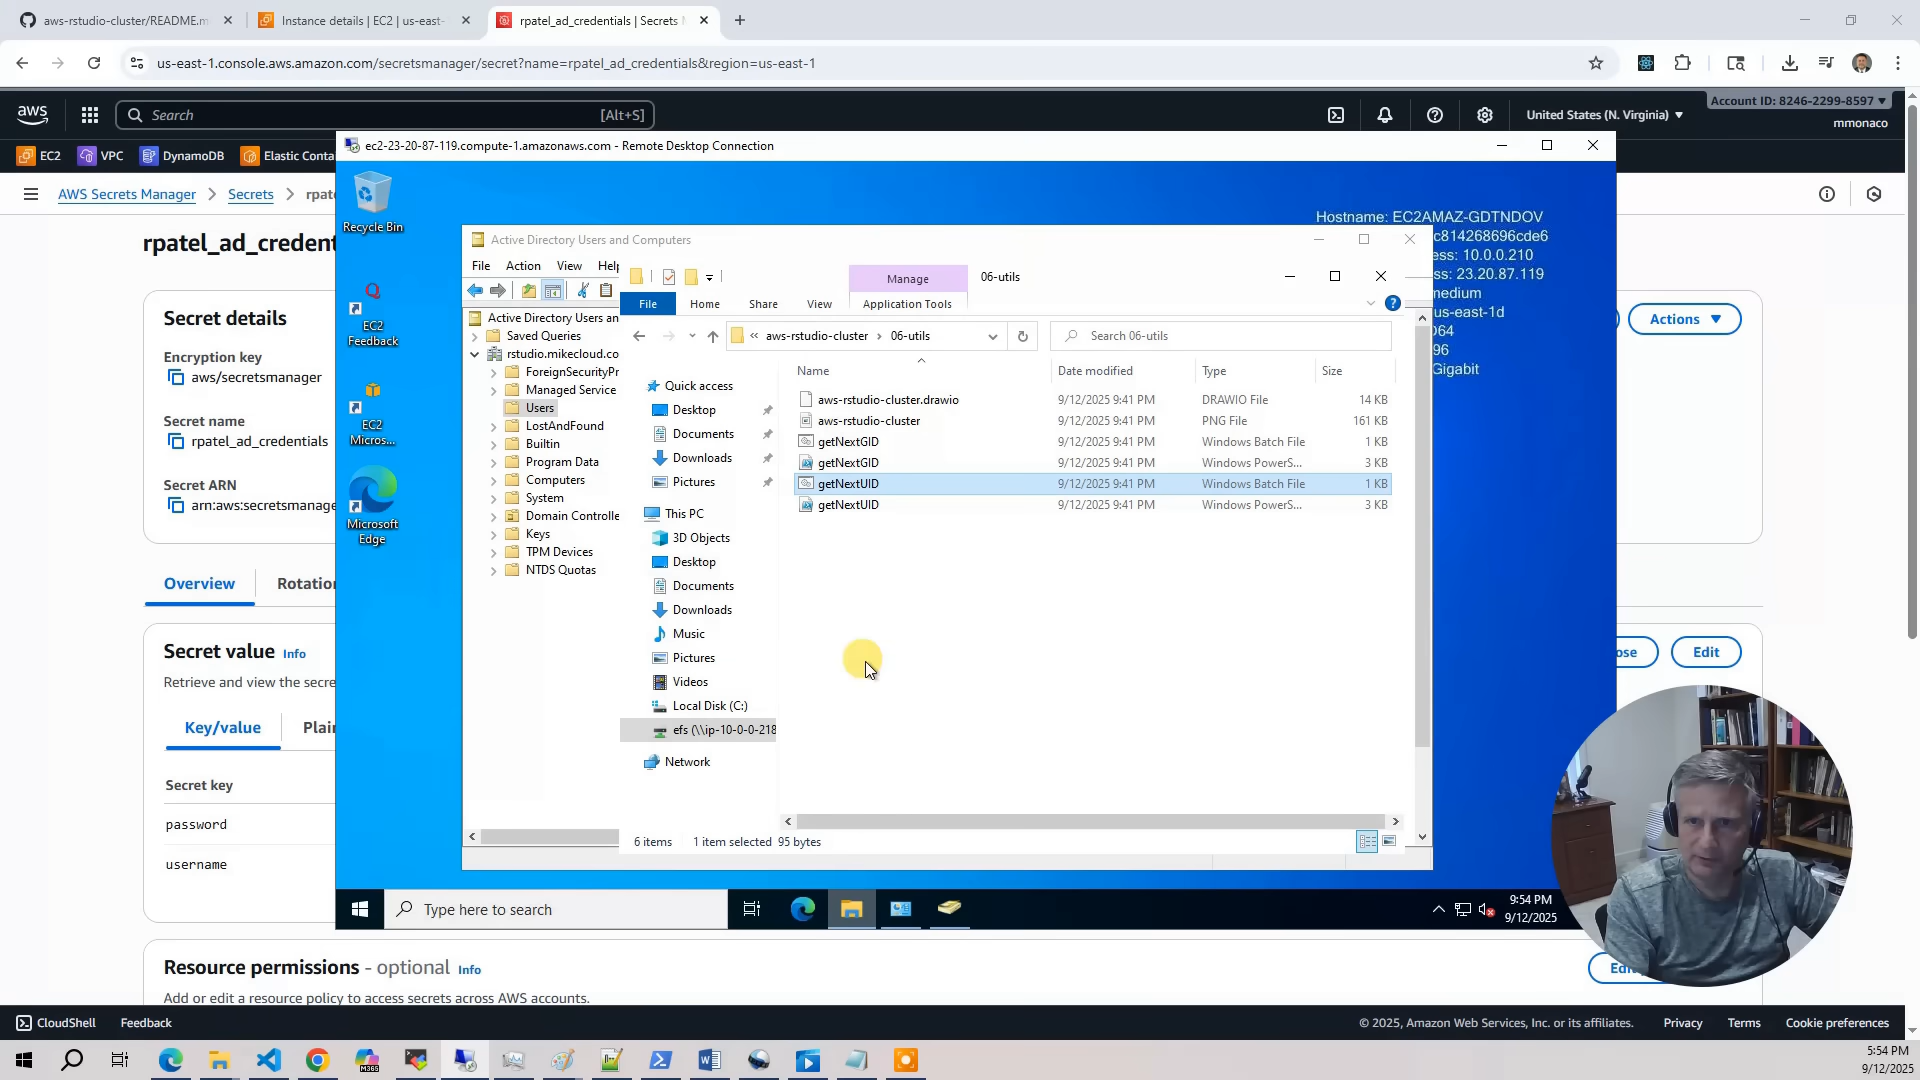 aws-rstudio-cluster/README.m
Instance details | EC2 | us-east-
rpatel_ad_credentials | Secrets M
us-east-1.console.aws.amazon.com/secretsmanager/secret?name=rpatel_ad_credentials&region=us-east-1
aws
Search
[Alt+S]
United States (N. Virginia)
Account ID: 8246-2299-8597
mmonaco
EC2
VPC
DynamoDB
Elastic Conta
AWS Secrets Manager
Secrets
rpat
rpatel_ad_credent
Secret details
Encryption key
aws/secretsmanager
Secret name
rpatel_ad_credentials
Secret ARN
arn:aws:secretsmanage
Actions
Overview
Rotation
Secret value
Info
Retrieve and view the secre
ose
Edit
Key/value
Plain
Secret key
password
username
Resource permissions - optional
Info
Add or edit a resource policy to access secrets across AWS accounts.
CloudShell
Feedback
© 2025, Amazon Web Services, Inc. or its affiliates.
Privacy
Terms
Cookie preferences
ec2-23-20-87-119.compute-1.amazonaws.com - Remote Desktop Connection
Recycle Bin
EC2
Feedback
EC2
Micros...
Microsoft
Edge
Hostname: EC2AMAZ-GDTNDOV
c814268696cde6
ess: 10.0.0.210
ss: 23.20.87.119
medium
us-east-1d
D64
96
Gigabit
Active Directory Users and Computers
File
Action
View
Help
Active Directory Users an
Saved Queries
rstudio.mikecloud.co
ForeignSecurityPr
Managed Service
Users
LostAndFound
Builtin
Program Data
Computers
System
Domain Controlle
Keys
TPM Devices
NTDS Quotas
Manage
06-utils
File
Home
Share
View
Application Tools
aws-rstudio-cluster
06-utils
Search 06-utils
Quick access
Desktop
Documents
Downloads
Pictures
This PC
3D Objects
Desktop
Documents
Downloads
Music
Pictures
Videos
Local Disk (C:)
efs (\\ip-10-0-0-218
Network
Name
Date modified
Type
Size
aws-rstudio-cluster.drawio 9/12/2025 9:41 PM DRAWIO File 14 KB
aws-rstudio-cluster 9/12/2025 9:41 PM PNG File 161 KB
getNextGID 9/12/2025 9:41 PM Windows Batch File 1 KB
getNextGID 9/12/2025 9:41 PM Windows PowerS... 3 KB
getNextUID 9/12/2025 9:41 PM Windows Batch File 1 KB
getNextUID 9/12/2025 9:41 PM Windows PowerS... 3 KB
6 items
1 item selected 95 bytes
Type here to search
9:54 PM
9/12/2025
5:54 PM
9/12/2025